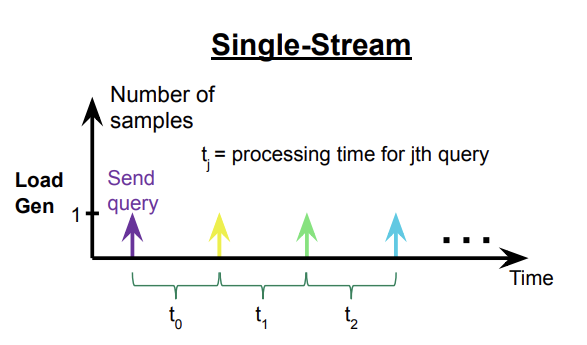 Single-Stream
Number of
samples
t_j = processing time for jth query
Load
Gen
Send
query
1
...
Time
t_0
t_1
t_2